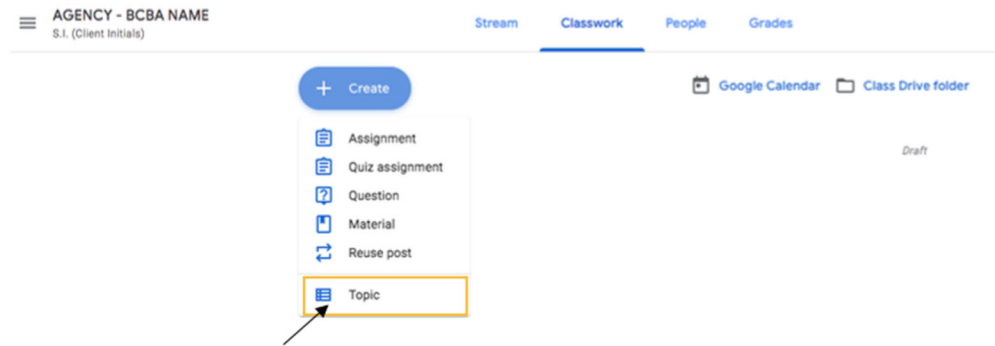 AGENCY - BCBA NAME
S.I. (Client Initials)
Stream Classwork People Grades
Create
Google Calendar Class Drive folder
Assignment
Draft
Quiz assignment
Question
Material
Reuse post
Topic